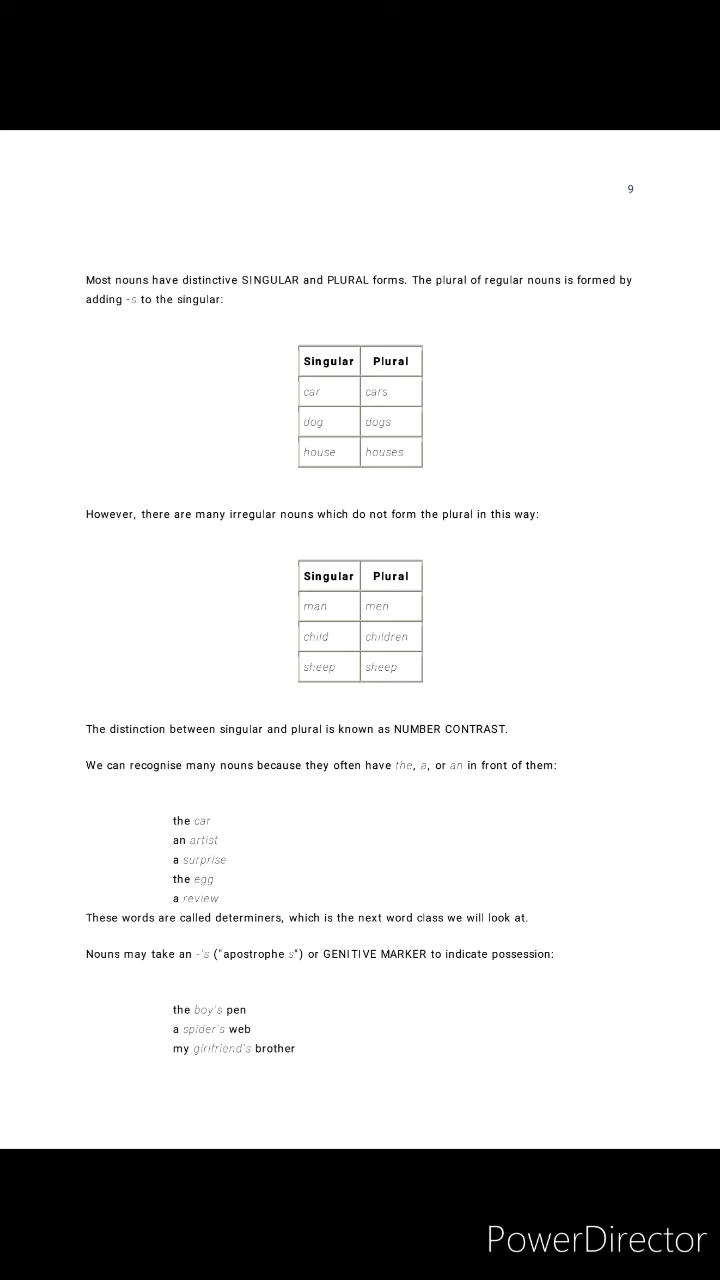 9
Most nouns have distinctive SINGULAR and PLURAL forms. The plural of regular nouns is formed by
adding -s to the singular:
Singular Plural
car cars
dog dogs
house houses
However, there are many irregular nouns which do not form the plural in this way:
Singular Plural
man men
child children
sheep sheep
The distinction between singular and plural is known as NUMBER CONTRAST.
We can recognise many nouns because they often have the, a, or an in front of them:
the car
an artist
a surprise
the egg
a review
These words are called determiners, which is the next word class we will look at.
Nouns may take an -'s ("apostrophe s") or GENITIVE MARKER to indicate possession:
the boy's pen
a spider's web
my girlfriend's brother
PowerDirector